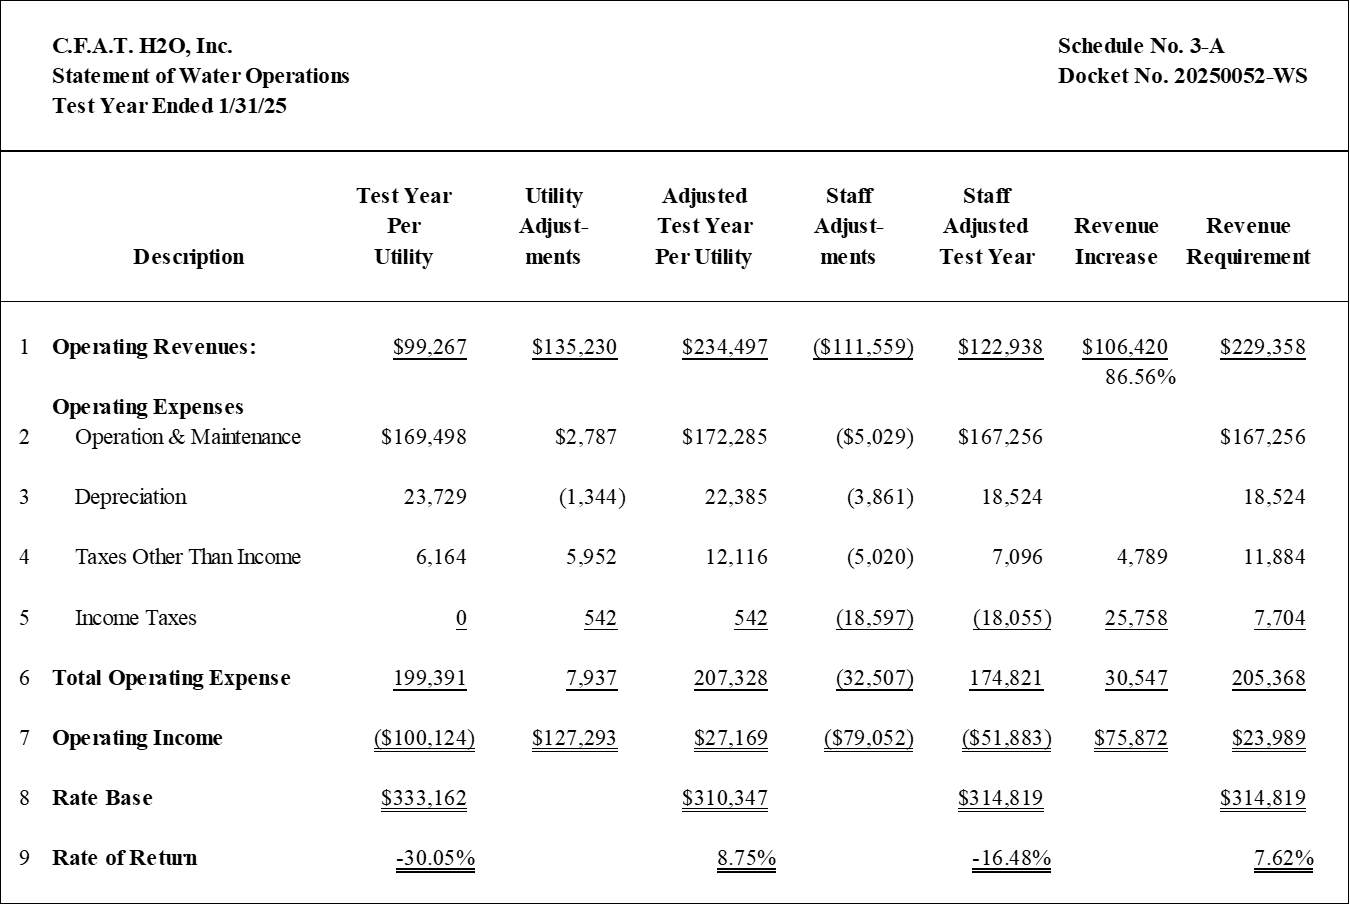 C.F.A.T. H2O, Inc. Schedule No. 3-A
Statement of Water Operations Docket No. 20250052-WS
Test Year Ended 1/31/25
Test Year Utility Adjusted Staff Staff
Per Adjust- Test Year Adjust- Adjusted Revenue Revenue
Description Utility ments Per Utility ments Test Year Increase Requirement
1 Operating Revenues: $99,267 $135,230 $234,497 ($111,559) $122,938 $106,420 $229,358
86.56%
Operating Expenses
2 Operation & Maintenance $169,498 $2,787 $172,285 ($5,029) $167,256 $167,256
3 Depreciation 23,729 (1,344) 22,385 (3,861) 18,524 18,524
4 Taxes Other Than Income 6,164 5,952 12,116 (5,020) 7,096 4,789 11,884
5 Income Taxes 0 542 542 (18,597) (18,055) 25,758 7,704
6 Total Operating Expense 199,391 7,937 207,328 (32,507) 174,821 30,547 205,368
7 Operating Income ($100,124) $127,293 $27,169 ($79,052) ($51,883) $75,872 $23,989
8 Rate Base $333,162 $310,347 $314,819 $314,819
9 Rate of Return -30.05% 8.75% -16.48% 7.62%